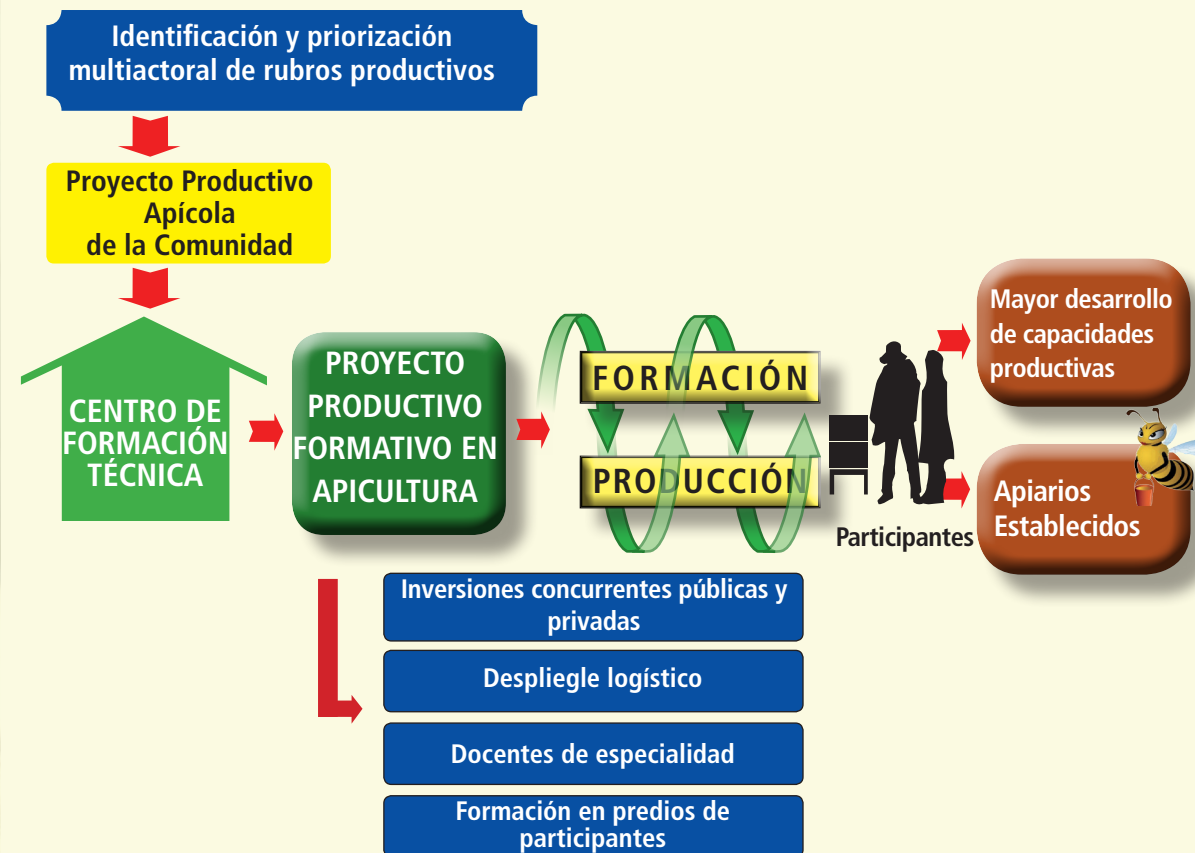 Identificación y priorización
multiactoral de rubros productivos
Proyecto Productivo
Apícola
de la Comunidad
CENTRO DE
FORMACIÓN
TÉCNICA
PROYECTO
PRODUCTIVO
FORMATIVO EN
APICULTURA
FORMACIÓN
PRODUCCIÓN
Participantes
Mayor desarrollo
de capacidades
productivas
Apiarios
Establecidos
Inversiones concurrentes públicas y
privadas
Despliegle logístico
Docentes de especialidad
Formación en predios de
participantes